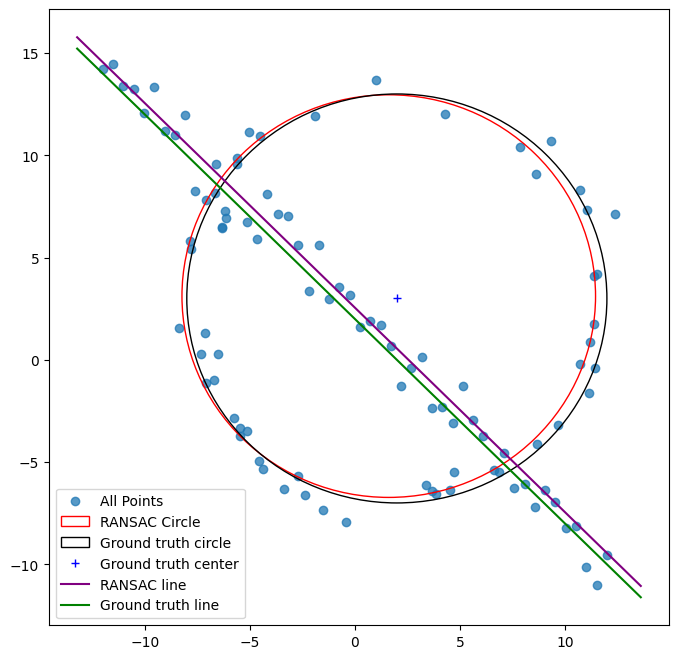 15
10
5
0
−5
−10
All Points
RANSAC Circle
Ground truth circle
Ground truth center
RANSAC line
Ground truth line
−10 −5 0 5 10